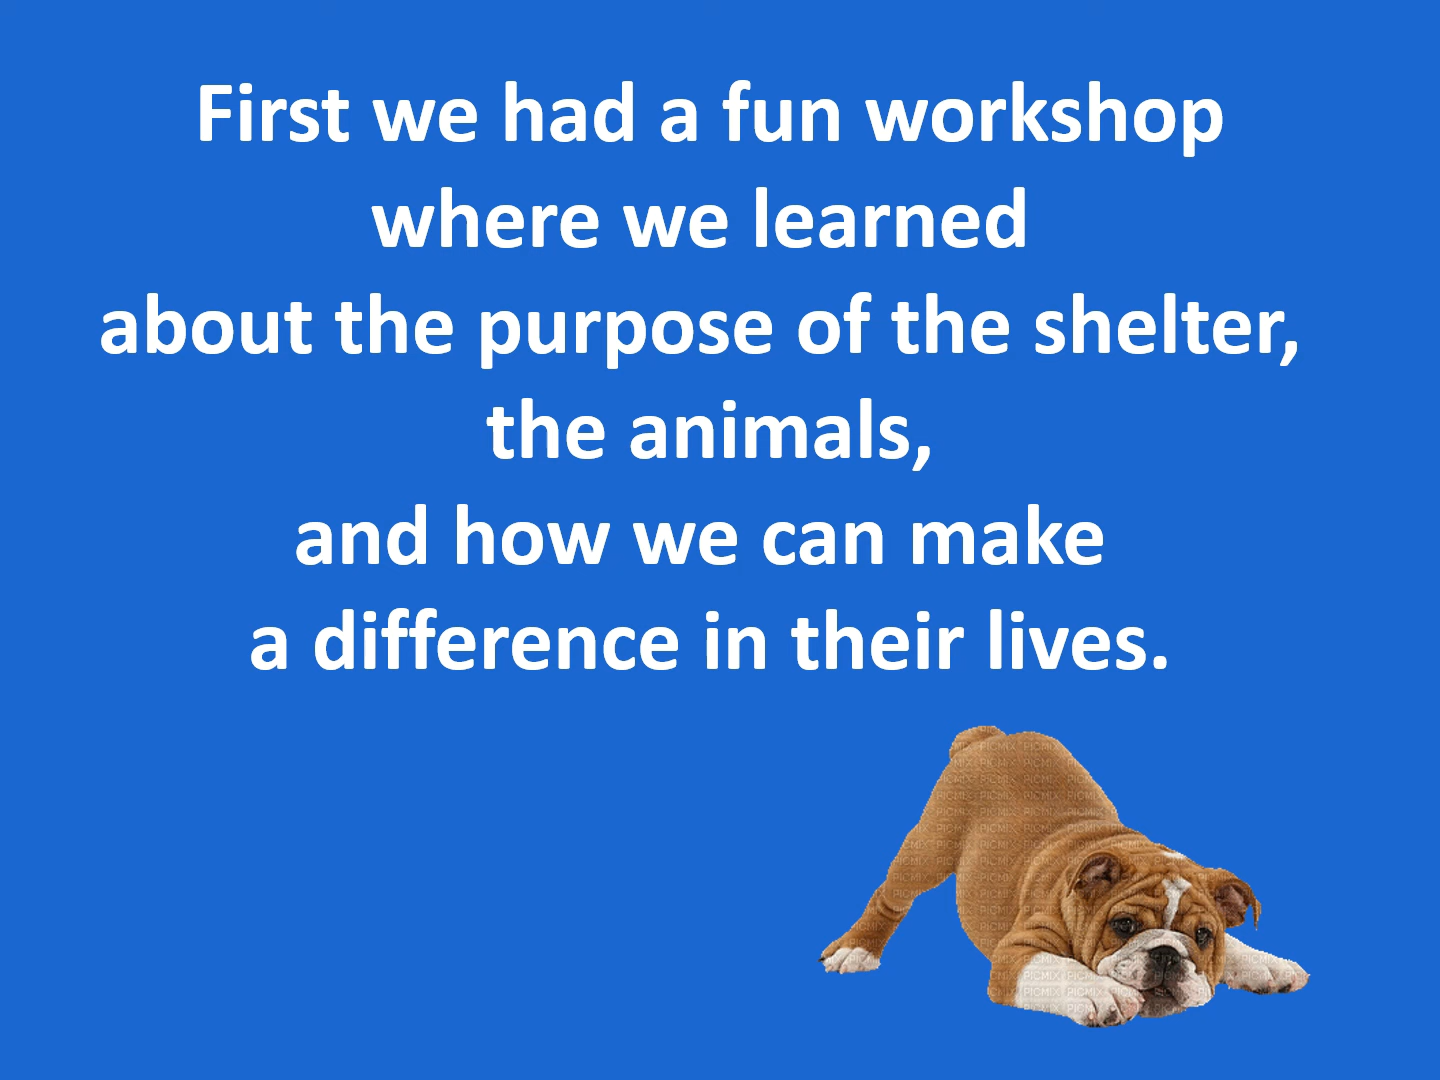 First we had a fun workshop
where we learned
about the purpose of the shelter,
the animals,
and how we can make
a difference in their lives.